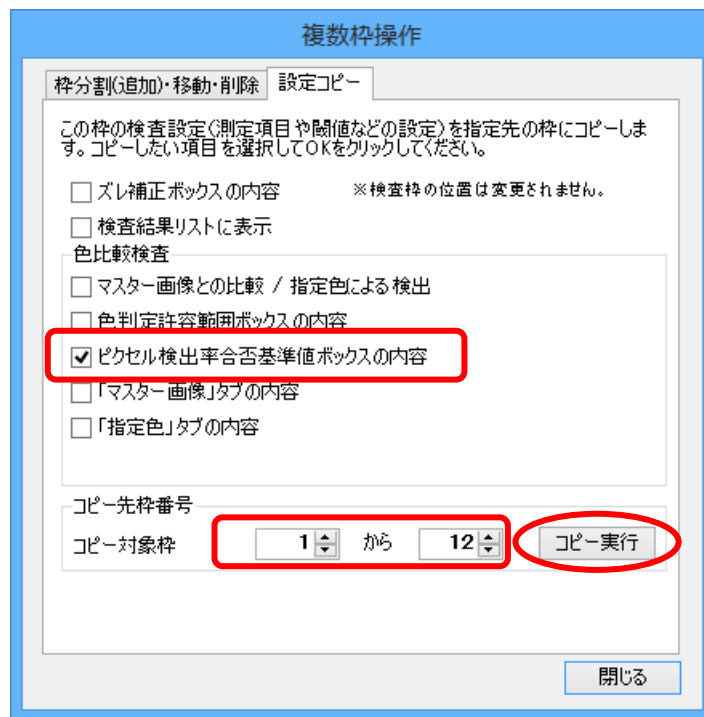 複数枠操作
枠分割(追加)・移動・削除 設定コピー
この枠の検査設定(測定項目や閾値などの設定)を指定先の枠にコピーしま
す。コピーしたい項目を選択してOKをクリックしてください。
ズレ補正ボックスの内容 ※検査枠の位置は変更されません。
検査結果リストに表示
色比較検査
マスター画像との比較 / 指定色による検出
色判定許容範囲ボックスの内容
ピクセル検出率合否基準値ボックスの内容
「マスター画像」タブの内容
「指定色」タブの内容
コピー先枠番号
コピー対象枠 1 から 12 コピー実行
閉じる